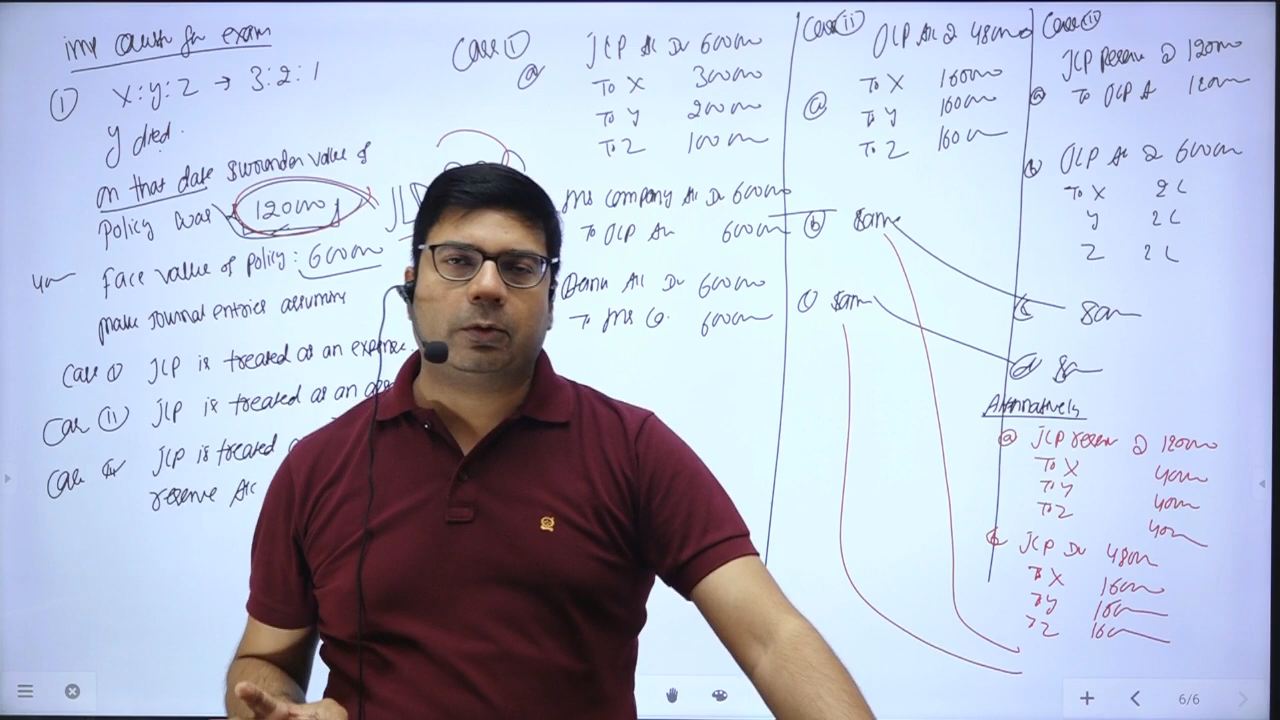 imp
for exam
①
X:Y:Z → 3:2:1
Y died.
on that date surrender value of
policy was 120000
Face value of policy: 600000
make journal entries assuming
Case ① JLP is treated as an expense.
Case (ii) JLP is treated as an
Case JLP is treated
reserve A/c
Case ①
ⓐ JLP A/c Dr 600000
To X 300000
To Y 200000
To Z 100000
Ins Company A/c Dr 600000
To JLP A/c 600000
Bank A/c Dr 600000
To Ins Co. 600000
Case (ii)
JLP A/c Dr 480000
ⓐ To X 160000
To Y 160000
To Z 160000
ⓑ Same
ⓒ Same
Case
JLP Reserve Dr 120000
ⓐ To JLP A/c 120000
ⓑ JLP A/c Dr 600000
To X 2L
Y 2L
Z 2L
ⓒ Same
ⓓ
Alternatively
ⓐ JLP reserve Dr 120000
To X 40000
To Y 40000
To Z 40000
JLP Dr 480000
To X 160000
To Y 160000
To Z 160000
6/6